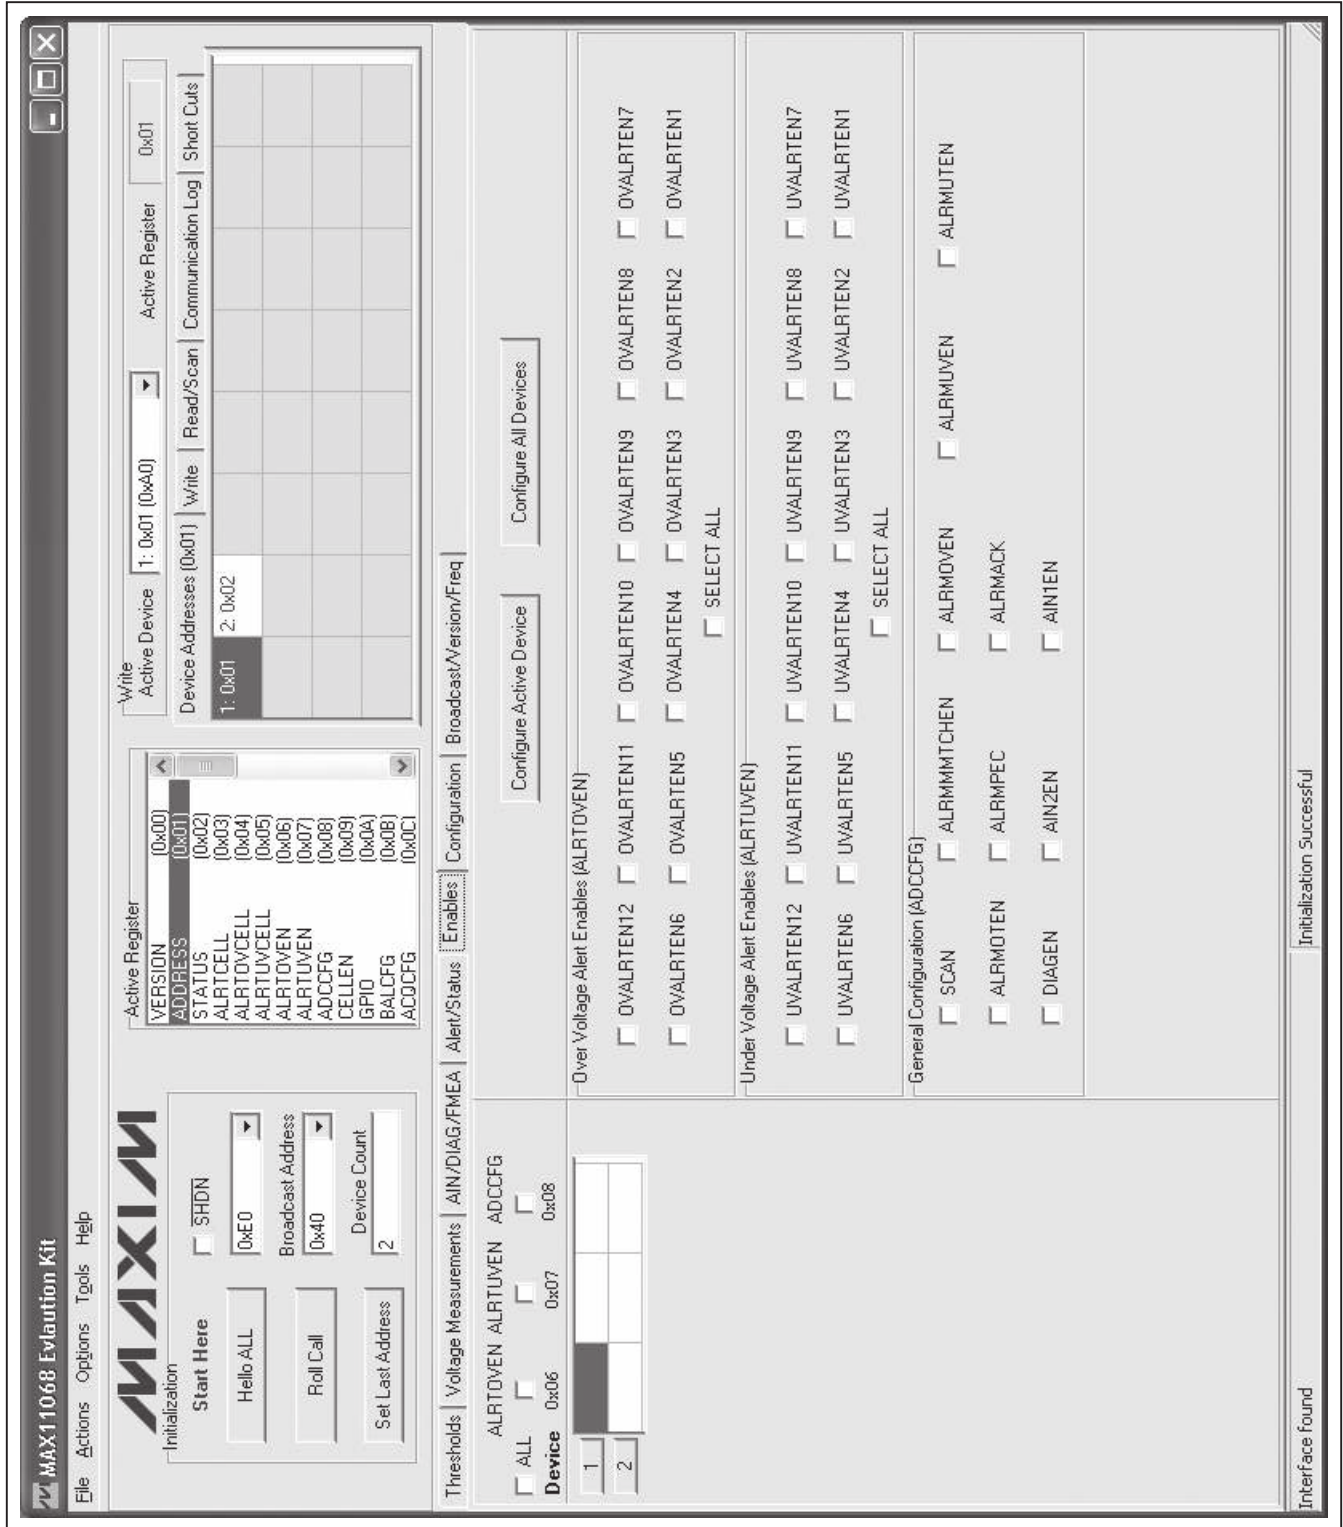 MAX11068 Evlaution Kit
File Actions Options Tools Help
MAXIM
Initialization
Start Here
SHDN
Hello ALL
0xE0
Broadcast Address
Roll Call
0x40
Device Count
Set Last Address
2
Active Register
VERSION (0x00)
ADDRESS (0x01)
STATUS (0x02)
ALRTCELL (0x03)
ALRTOVCELL (0x04)
ALRTUVCELL (0x05)
ALRTOVEN (0x06)
ALRTUVEN (0x07)
ADCCFG (0x08)
CELLEN (0x09)
GPIO (0x0A)
BALCFG (0x0B)
ACQCFG (0x0C)
Write
Active Device 1: 0x01 (0xA0) Active Register 0x01
Device Addresses (0x01) Write Read/Scan Communication Log Short Cuts
1: 0x01 2: 0x02
Thresholds Voltage Measurements AIN/DIAG/FMEA Alert/Status Enables Configuration Broadcast/Version/Freq
ALRTOVEN ALRTUVEN ADCCFG
ALL
Device 0x06 0x07 0x08
1
2
Configure Active Device Configure All Devices
Over Voltage Alert Enables (ALRTOVEN)
OVALRTEN12 OVALRTEN11 OVALRTEN10 OVALRTEN9 OVALRTEN8 OVALRTEN7
OVALRTEN6 OVALRTEN5 OVALRTEN4 OVALRTEN3 OVALRTEN2 OVALRTEN1
SELECT ALL
Under Voltage Alert Enables (ALRTUVEN)
UVALRTEN12 UVALRTEN11 UVALRTEN10 UVALRTEN9 UVALRTEN8 UVALRTEN7
UVALRTEN6 UVALRTEN5 UVALRTEN4 UVALRTEN3 UVALRTEN2 UVALRTEN1
SELECT ALL
General Configuration (ADCCFG)
SCAN ALRMMMTCHEN ALRMOVEN ALRMUVEN ALRMUTEN
ALRMOTEN ALRMPEC ALRMACK
DIAGEN AIN2EN AIN1EN
Interface Found Initialization Successful